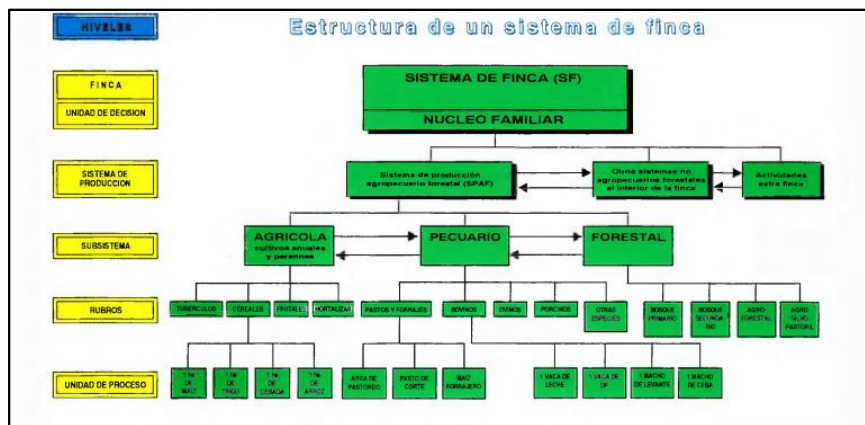 NIVELES
Estructura de un sistema de finca
FINCA
UNIDAD DE DECISION
SISTEMA DE FINCA (SF)
NUCLEO FAMILIAR
SISTEMA DE
PRODUCCION
Sistema de producción
agropecuario forestal (SPAF)
Otros sistemas no
agropecuarios forestales
al interior de la finca
Actividades
extra finca
SUBSISTEMA
AGRICOLA
cultivos anuales
y perennes
PECUARIO
FORESTAL
RUBROS
TUBERCULOS
CEREALES
FRUTALES
HORTALIZAR
PASTOS Y FORRAJES
BOVINOS
OVINOS
PORCINOS
OTRAS
ESPECIES
BOSQUE
PRIMARIO
BOSQUE
SECUNDA-
RIO
AGRO-
FORESTAL
AGRO
SILVO
PASTORIL
UNIDAD DE PROCESO
1 ha
DE
MAIZ
1 ha
DE
TRIGO
1 ha
DE
CEBADA
1 ha
DE
ARROZ
AREA DE
PASTOREO
PASTO DE
CORTE
MAIZ
FORRAJERO
1 VACA DE
LECHE
1 VACA DE
DP
1 MACHO
DE LEVANTE
1 MACHO
DE CEBA